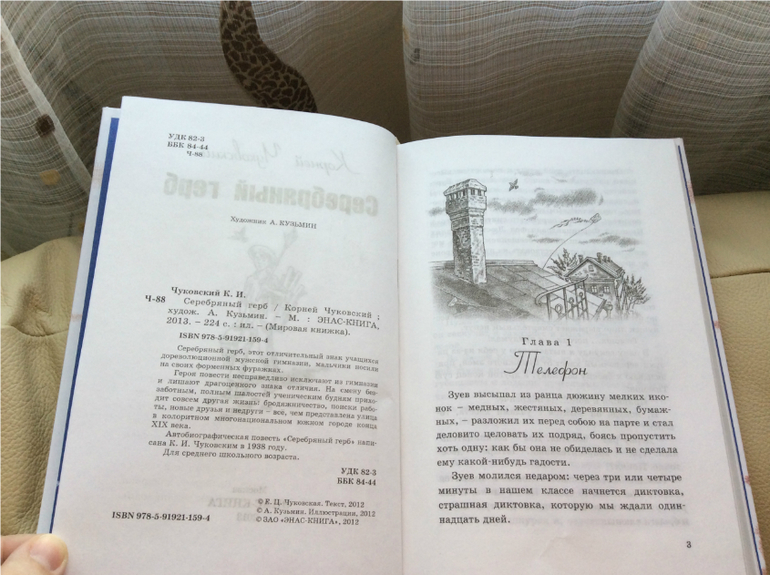 УДК 82-3
ББК 84-44
Ч-88
Корней Чуковский
Серебряный герб
Художник А. КУЗЬМИН
Чуковский К. И.
Ч-88
Серебряный герб / Корней Чуковский ;
худож. А. Кузьмин. – М. : ЭНАС-КНИГА,
2013. – 224 с. : ил. – (Мировая книжка).
ISBN 978-5-91921-159-4
Серебряный герб, этот отличительный знак учащихся
дореволюционной мужской гимназии, мальчики носили
на своих форменных фуражках.
Героя повести несправедливо исключают из гимназии
и лишают драгоценного знака отличия. На смену без-
заботным, полным шалостей ученическим будням прихо-
дит совсем другая жизнь: бродяжничество, поиски рабо-
ты, новые друзья и недруги – все, чем представлена улица
в колоритном многонациональном южном городе конца
XIX века.
Автобиографическая повесть «Серебряный герб» напи-
сана К. И. Чуковским в 1938 году.
Для среднего школьного возраста.
УДК 82-3
ББК 84-44
© Е. Ц. Чуковская. Текст, 2012
© А. Кузьмин. Иллюстрации, 2012
ISBN 978-5-91921-159-4
© ЗАО «ЭНАС-КНИГА», 2012
Глава 1
Телефон
Зуев высыпал из ранца дюжину мелких ико-
нок – медных, жестяных, деревянных, бумаж-
ных, – разложил их перед собою на парте и стал
деловито целовать их подряд, боясь пропустить
хоть одну: как бы она не обиделась и не сделала
ему какой-нибудь гадости.
Зуев молился недаром: через три или четыре
минуты в нашем классе начнется диктовка,
страшная диктовка, которую мы ждали один-
надцать дней.
3